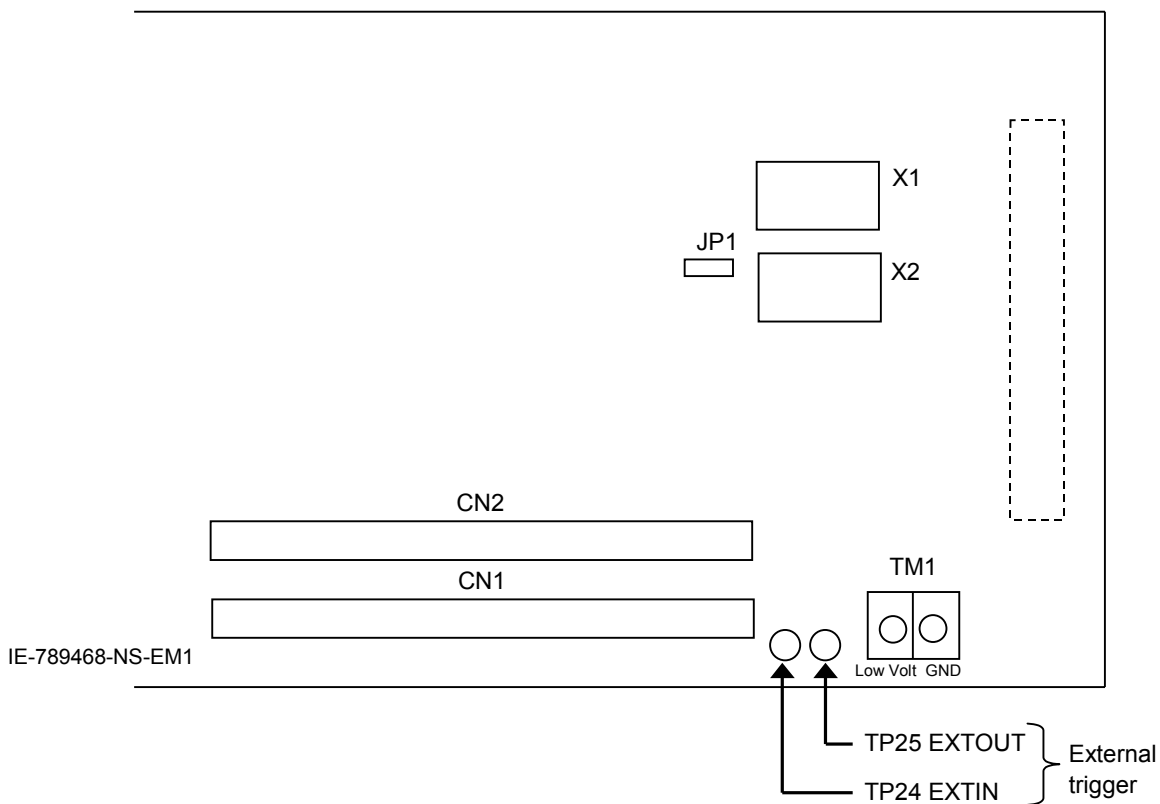 X1
JP1
X2
CN2
CN1
TM1
IE-789468-NS-EM1
Low Volt GND
TP25 EXTOUT
TP24 EXTIN
External
trigger